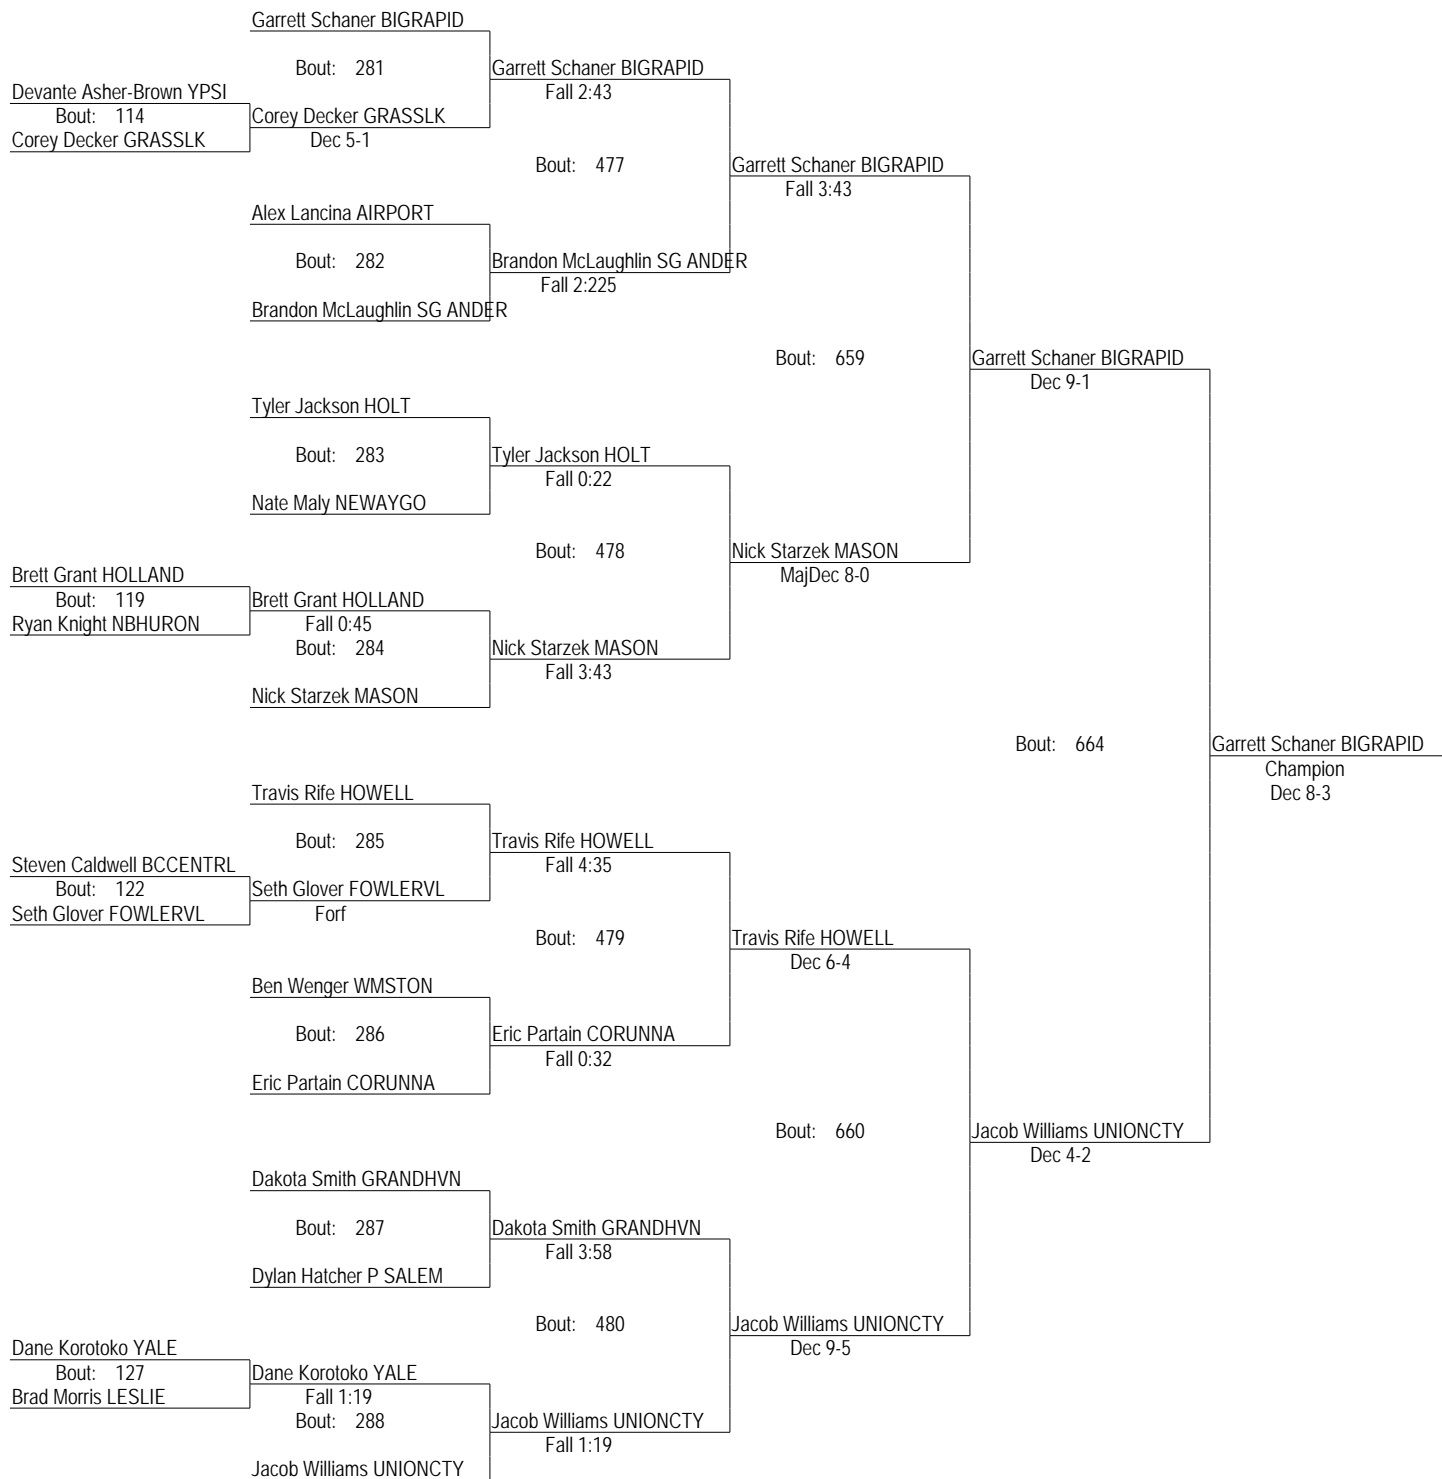 Garrett Schaner BIGRAPID
Bout: 281
Garrett Schaner BIGRAPID
Devante Asher-Brown YPSI
Fall 2:43
Bout: 114
Corey Decker GRASSLK
Corey Decker GRASSLK
Dec 5-1
Bout: 477
Garrett Schaner BIGRAPID
Fall 3:43
Alex Lancina AIRPORT
Bout: 282
Brandon McLaughlin SG ANDER
Fall 2:225
Brandon McLaughlin SG ANDER
Bout: 659
Garrett Schaner BIGRAPID
Dec 9-1
Tyler Jackson HOLT
Bout: 283
Tyler Jackson HOLT
Fall 0:22
Nate Maly NEWAYGO
Bout: 478
Nick Starzek MASON
MajDec 8-0
Brett Grant HOLLAND
Bout: 119
Brett Grant HOLLAND
Ryan Knight NBHURON
Fall 0:45
Bout: 284
Nick Starzek MASON
Fall 3:43
Nick Starzek MASON
Bout: 664
Garrett Schaner BIGRAPID
Champion
Dec 8-3
Travis Rife HOWELL
Bout: 285
Travis Rife HOWELL
Fall 4:35
Steven Caldwell BCCENTRL
Bout: 122
Seth Glover FOWLERVL
Seth Glover FOWLERVL
Forf
Bout: 479
Travis Rife HOWELL
Dec 6-4
Ben Wenger WMSTON
Bout: 286
Eric Partain CORUNNA
Fall 0:32
Eric Partain CORUNNA
Bout: 660
Jacob Williams UNIONCTY
Dec 4-2
Dakota Smith GRANDHVN
Bout: 287
Dakota Smith GRANDHVN
Fall 3:58
Dylan Hatcher P SALEM
Bout: 480
Jacob Williams UNIONCTY
Dec 9-5
Dane Korotoko YALE
Bout: 127
Dane Korotoko YALE
Brad Morris LESLIE
Fall 1:19
Bout: 288
Jacob Williams UNIONCTY
Fall 1:19
Jacob Williams UNIONCTY